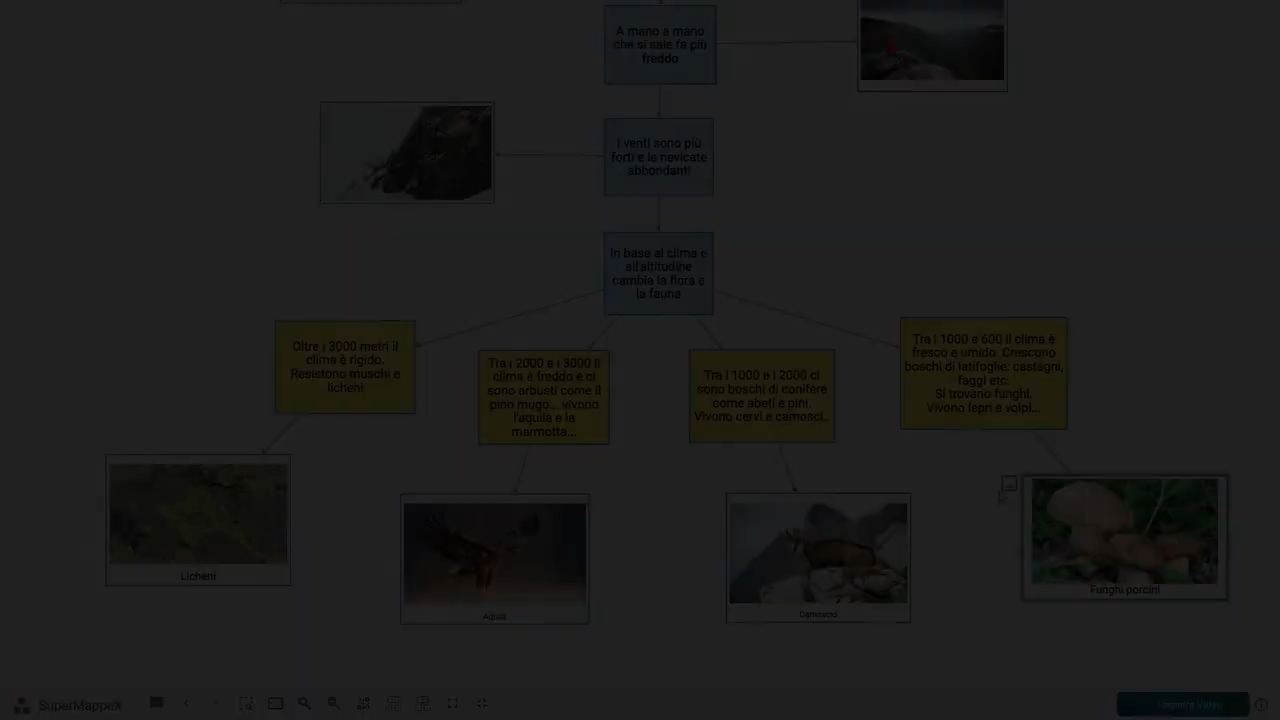 A mano a mano
che si sale fa più
freddo
I venti sono più
forti e le nevicate
abbondanti
In base al clima e
all'altitudine
cambia la flora e
la fauna
Oltre i 3000 metri il
clima è rigido.
Resistono muschi e
licheni
Tra i 2000 e i 3000 il
clima è freddo e ci
sono arbusti come il
pino mugo... vivono
l'aquila e la
marmotta...
Tra i 1000 e i 2000 ci
sono boschi di conifere
come abeti e pini.
Vivono cervi e camosci..
Tra i 1000 e 600 il clima è
fresco e umido. Crescono
boschi di latifoglie: castagni,
faggi etc.
Si trovano funghi.
Vivono lepri e volpi...
Licheni
Aquila
Camoscio
Funghi porcini
SuperMappeX
Registra Video